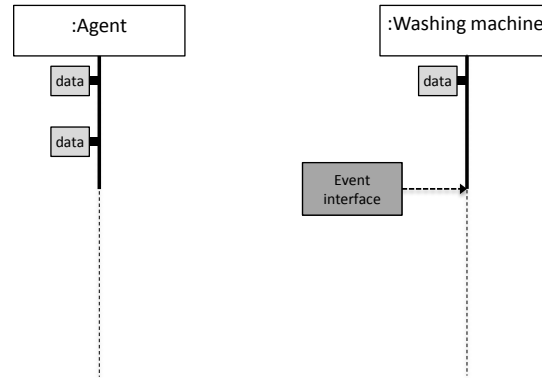 :Agent
:Washing machine
data
data
data
Event
interface